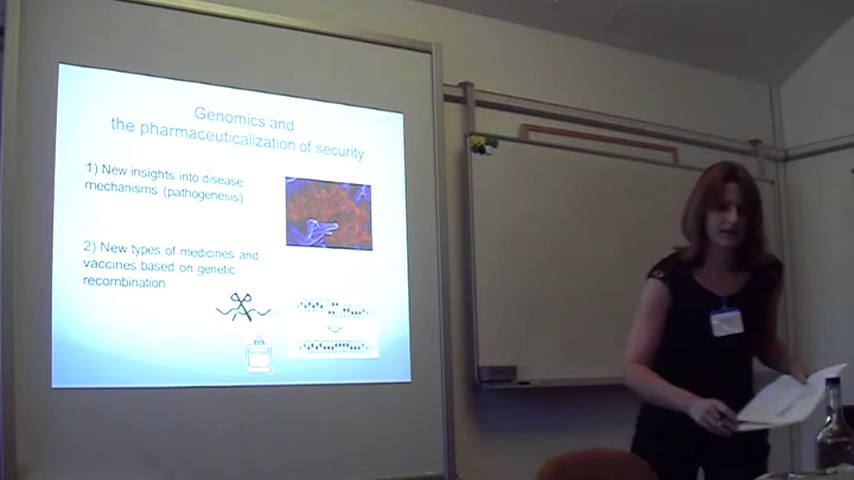 Genomics and
the pharmaceuticalization of security
1) New insights into disease
mechanisms (pathogenesis)
2) New types of medicines and
vaccines based on genetic
recombination